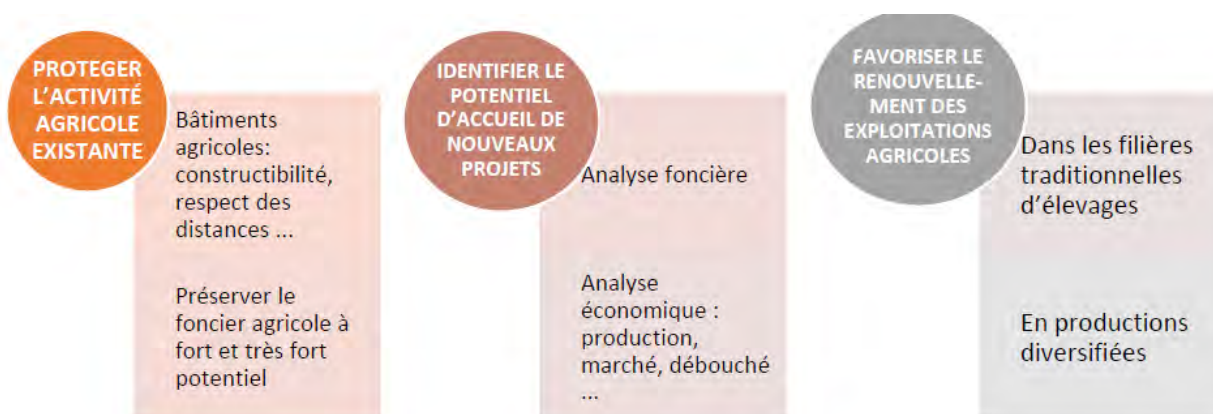 PROTEGER
L'ACTIVITÉ
AGRICOLE
EXISTANTE
Bâtiments
agricoles:
constructibilité,
respect des
distances ...
Préserver le
foncier agricole à
fort et très fort
potentiel
IDENTIFIER LE
POTENTIEL
D'ACCUEIL DE
NOUVEAUX
PROJETS
Analyse foncière
Analyse
économique :
production,
marché, débouché
...
FAVORISER LE
RENOUVELLE-
MENT DES
EXPLOITATIONS
AGRICOLES
Dans les filières
traditionnelles
d'élevages
En productions
diversifiées